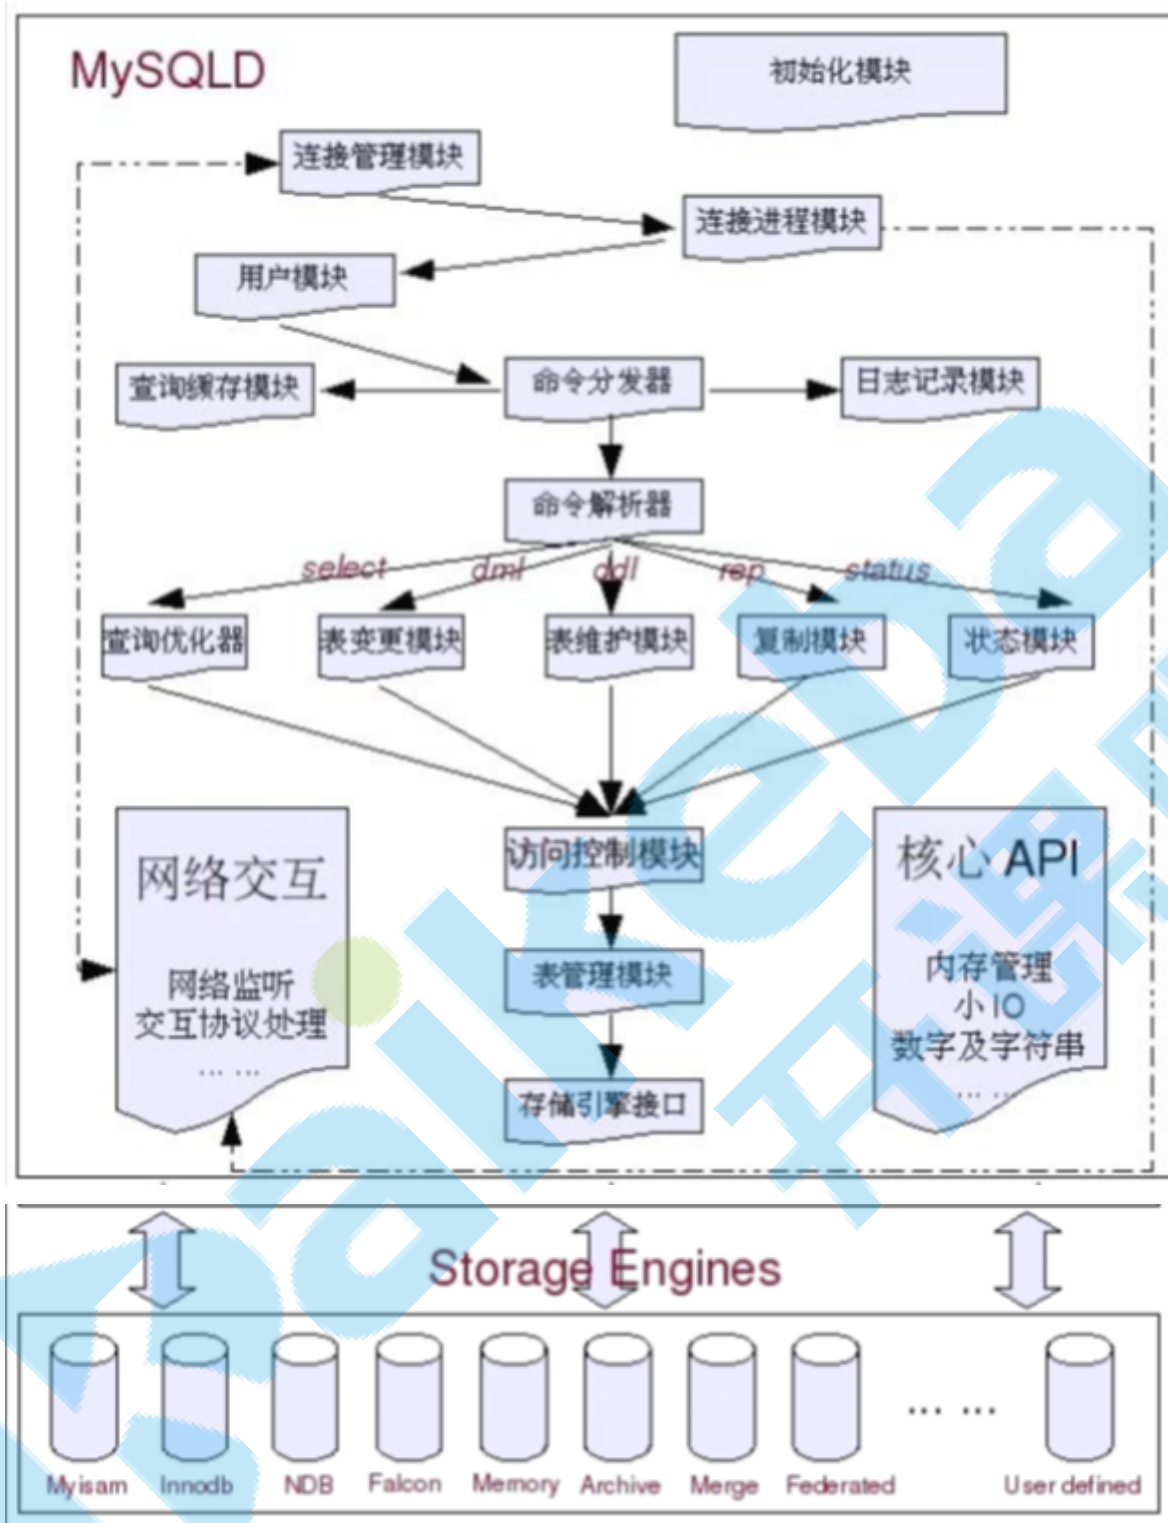 MySQLD
初始化模块
连接管理模块
连接进程模块
用户模块
查询缓存模块
命令分发器
日志记录模块
命令解析器
select
dml
ddl
rep
status
查询优化器
表变更模块
表维护模块
复制模块
状态模块
网络交互
网络监听
交互协议处理
... ...
访问控制模块
表管理模块
存储引擎接口
核心 API
内存管理
小 IO
数字及字符串
... ...
Storage Engines
Myisam
Innodb
NDB
Falcon
Memory
Archive
Merge
Federated
... ...
User defined
kaikeba
开课吧